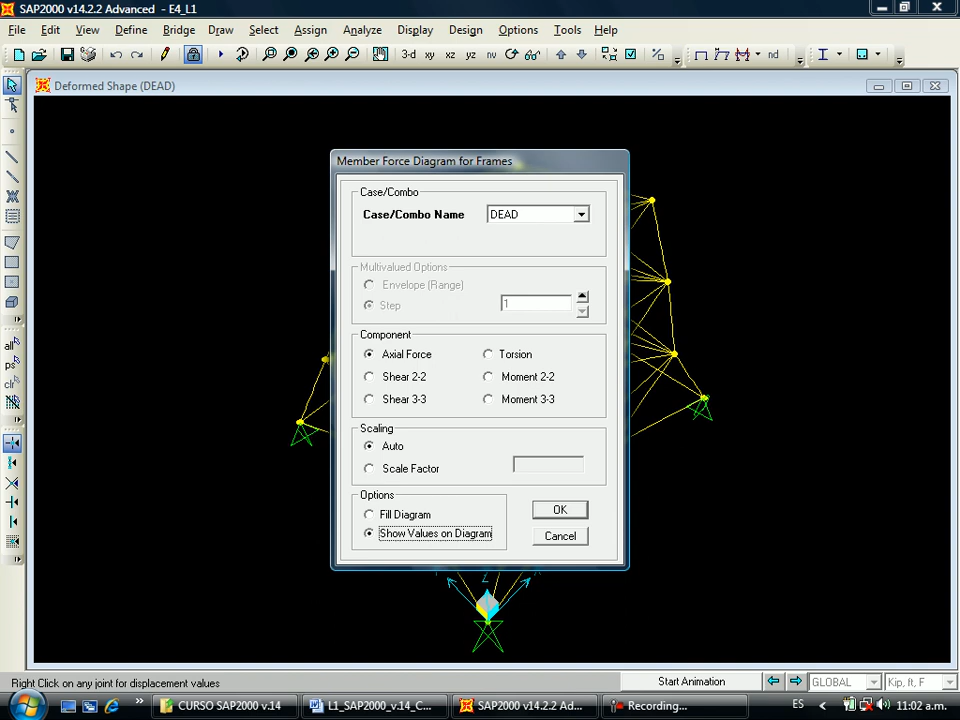 SAP2000 v14.2.2 Advanced - E4_L1
File Edit View Define Bridge Draw Select Assign Analyze Display Design Options Tools Help
3-d xy xz yz nv nd
Deformed Shape (DEAD)
Member Force Diagram for Frames
Case/Combo
Case/Combo Name DEAD
Multivalued Options
Envelope (Range)
Step 1
Component
Axial Force Torsion
Shear 2-2 Moment 2-2
Shear 3-3 Moment 3-3
Scaling
Auto
Scale Factor
Options
Fill Diagram
Show Values on Diagram
OK
Cancel
all
ps
clr
Z
Right Click on any joint for displacement values
Start Animation
GLOBAL
Kip, ft, F
CURSO SAP2000 v.14
L1_SAP2000_v.14_C...
SAP2000 v14.2.2 Ad...
Recording...
ES
11:02 a.m.